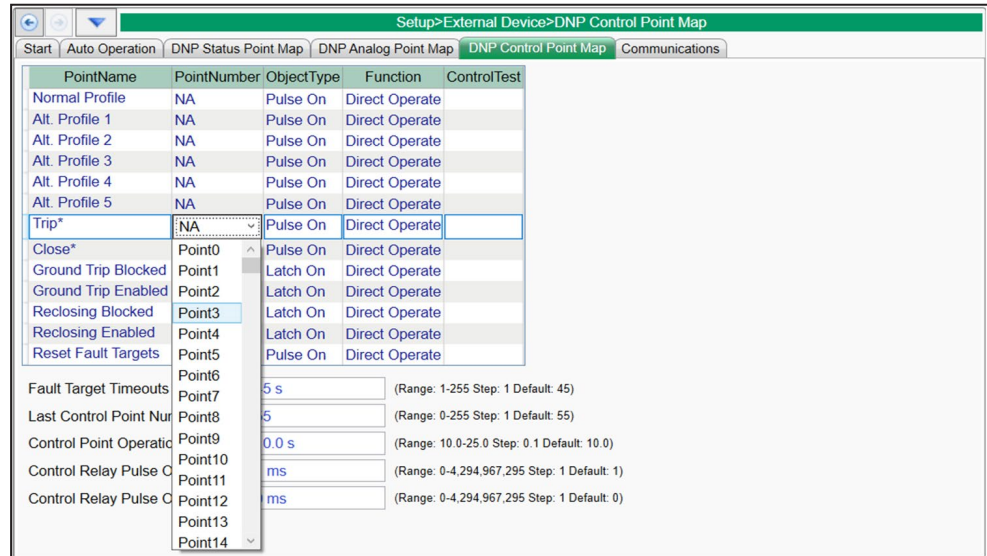 Setup>External Device>DNP Control Point Map
Start Auto Operation DNP Status Point Map DNP Analog Point Map DNP Control Point Map Communications
PointName PointNumber ObjectType Function ControlTest
Normal Profile NA Pulse On Direct Operate
Alt. Profile 1 NA Pulse On Direct Operate
Alt. Profile 2 NA Pulse On Direct Operate
Alt. Profile 3 NA Pulse On Direct Operate
Alt. Profile 4 NA Pulse On Direct Operate
Alt. Profile 5 NA Pulse On Direct Operate
Trip* NA Pulse On Direct Operate
Close* Point0 Pulse On Direct Operate
Ground Trip Blocked Point1 Latch On Direct Operate
Ground Trip Enabled Point2 Latch On Direct Operate
Reclosing Blocked Point3 Latch On Direct Operate
Reclosing Enabled Point4 Latch On Direct Operate
Reset Fault Targets Point5 Pulse On Direct Operate
Point6
Fault Target Timeouts Point7 5 s (Range: 1-255 Step: 1 Default: 45)
Last Control Point Nu Point8 5 (Range: 0-255 Step: 1 Default: 55)
Control Point Operatio Point9 0.0 s (Range: 10.0-25.0 Step: 0.1 Default: 10.0)
Point10
Control Relay Pulse O Point11 ms (Range: 0-4,294,967,295 Step: 1 Default: 1)
Control Relay Pulse O Point12 ms (Range: 0-4,294,967,295 Step: 1 Default: 0)
Point13
Point14